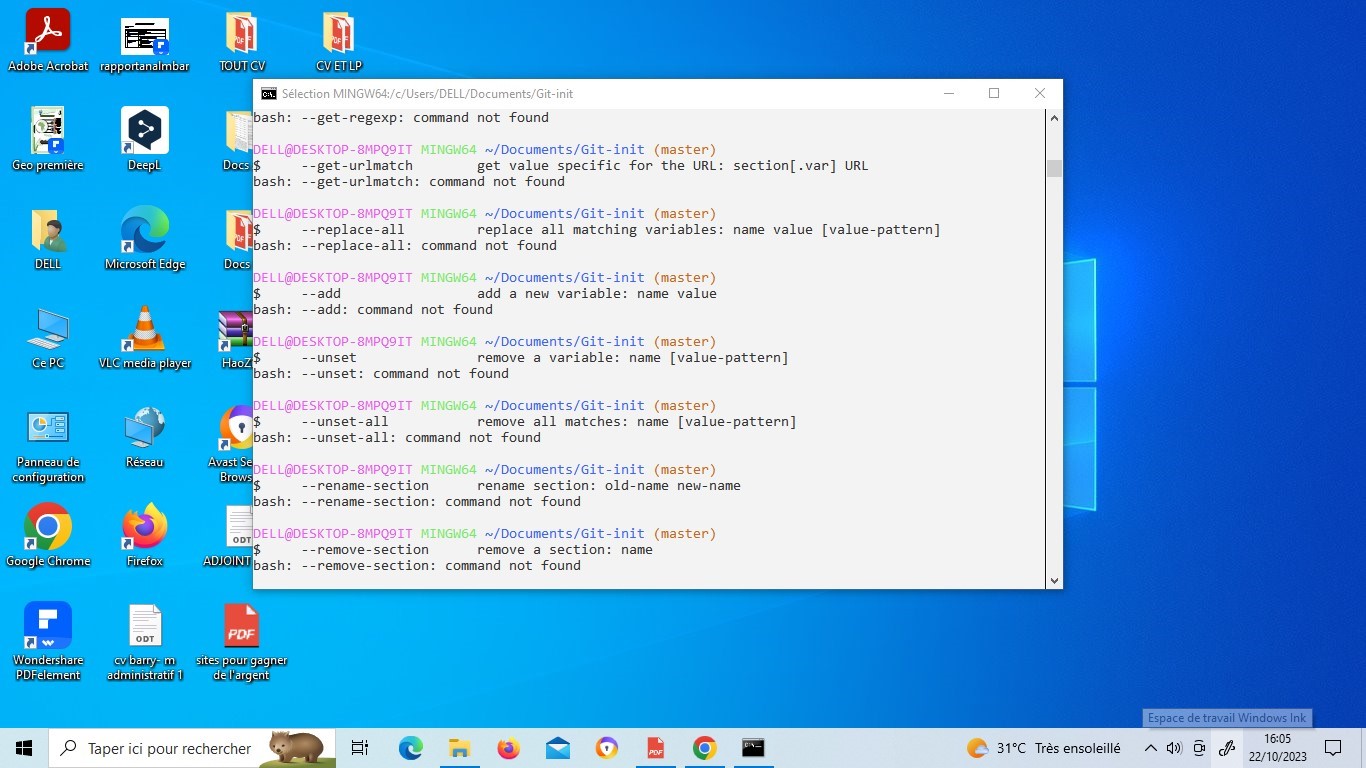 Adobe Acrobat
rapportanalmbar
TOUT CV
CV ET LP
Geo première
DeepL
Docs
DELL
Microsoft Edge
Docs
Ce PC
VLC media player
HaoZ
Panneau de
configuration
Réseau
Avast Se
Brows
Google Chrome
Firefox
ADJOINT
Wondershare
PDFelement
ODT
cv barry- m
administratif 1
PDF
sites pour gagner
de l'argent
Sélection MINGW64:/c/Users/DELL/Documents/Git-init
bash: --get-regexp: command not found
DELL@DESKTOP-8MPQ9IT MINGW64 ~/Documents/Git-init (master)
$     --get-urlmatch        get value specific for the URL: section[.var] URL
bash: --get-urlmatch: command not found
DELL@DESKTOP-8MPQ9IT MINGW64 ~/Documents/Git-init (master)
$     --replace-all         replace all matching variables: name value [value-pattern]
bash: --replace-all: command not found
DELL@DESKTOP-8MPQ9IT MINGW64 ~/Documents/Git-init (master)
$     --add                 add a new variable: name value
bash: --add: command not found
DELL@DESKTOP-8MPQ9IT MINGW64 ~/Documents/Git-init (master)
$     --unset               remove a variable: name [value-pattern]
bash: --unset: command not found
DELL@DESKTOP-8MPQ9IT MINGW64 ~/Documents/Git-init (master)
$     --unset-all           remove all matches: name [value-pattern]
bash: --unset-all: command not found
DELL@DESKTOP-8MPQ9IT MINGW64 ~/Documents/Git-init (master)
$     --rename-section      rename section: old-name new-name
bash: --rename-section: command not found
DELL@DESKTOP-8MPQ9IT MINGW64 ~/Documents/Git-init (master)
$     --remove-section      remove a section: name
bash: --remove-section: command not found
Espace de travail Windows Ink
Taper ici pour rechercher
31°C Très ensoleillé
16:05
22/10/2023